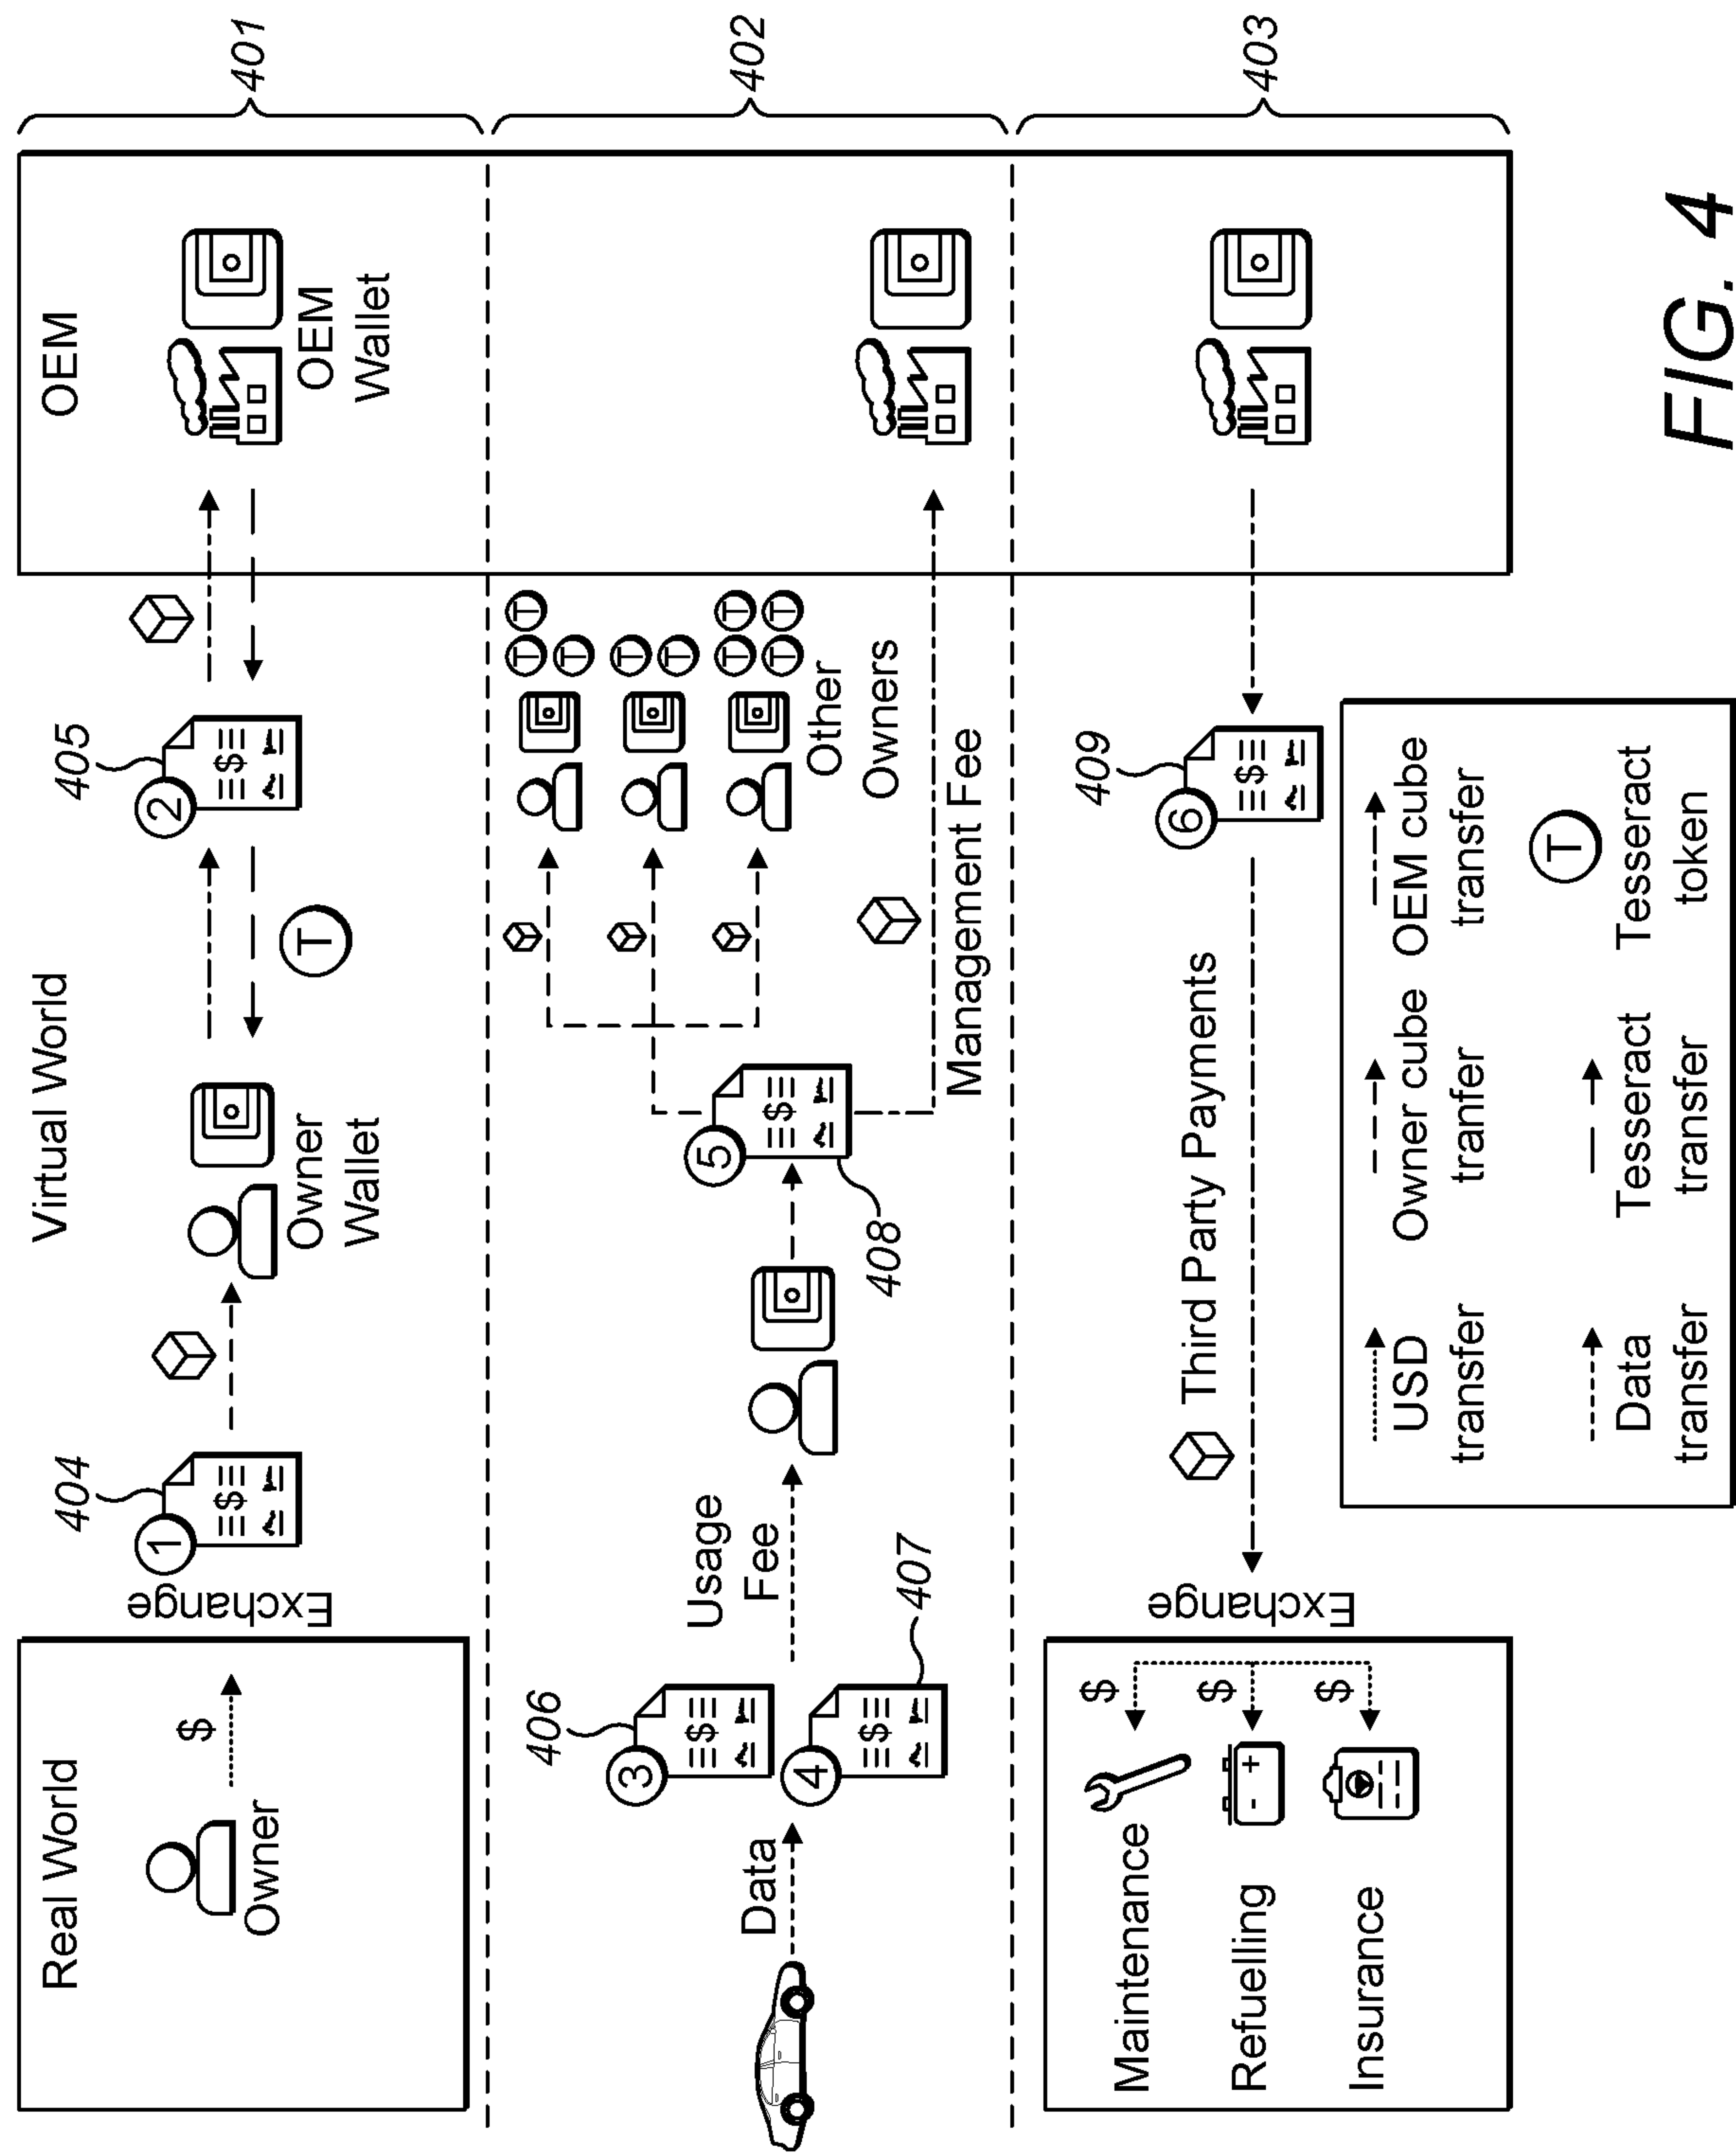 Real World
Virtual World
OEM
Owner
$
Exchange
1
404
Owner
Wallet
T
2
405
OEM
Wallet
401
Data
3
406
4
407
Usage
Fee
5
408
T T
T
T
T
T T
T T
Other
Owners
Management Fee
402
Maintenance
Refuelling
Insurance
$
$
$
Exchange
Third Party Payments
6
409
403
USD
transfer
Owner cube
tranfer
OEM cube
transfer
Data
transfer
Tesseract
transfer
T
Tesseract
token
FIG. 4